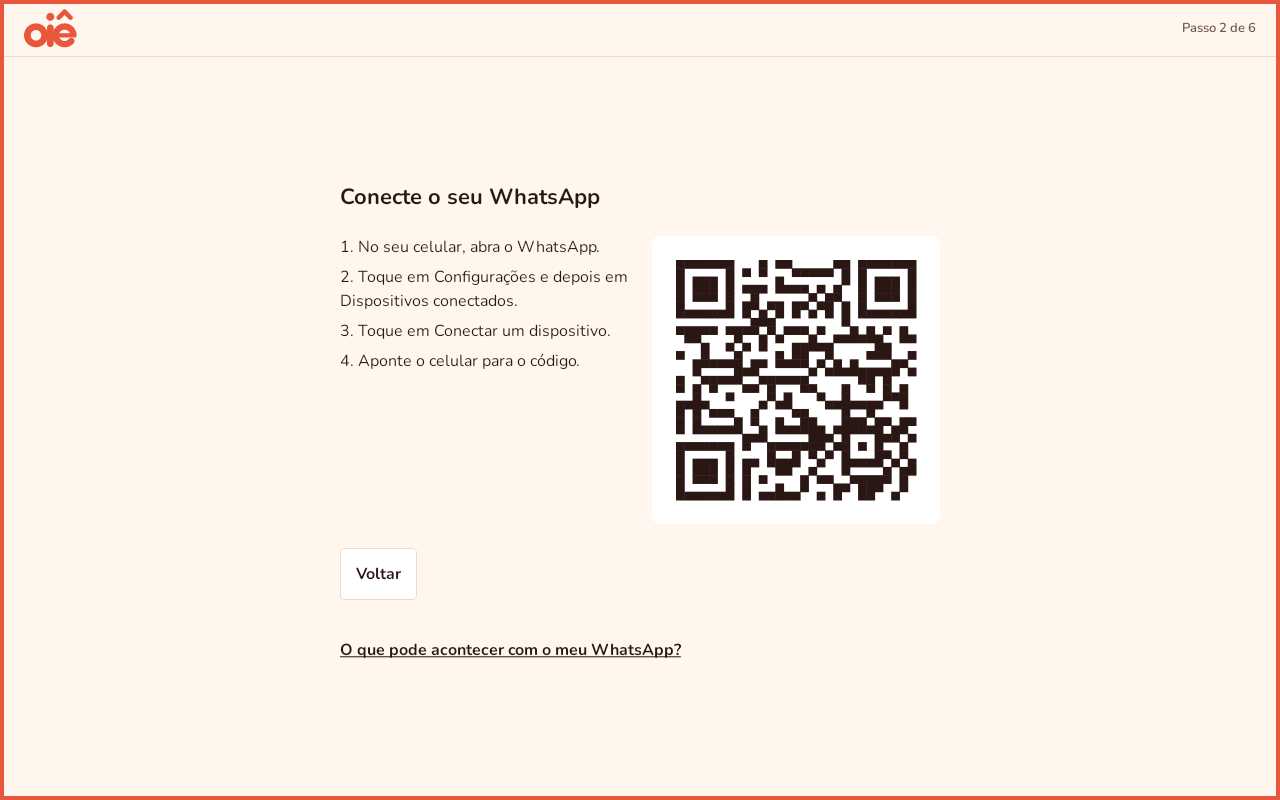 oiê
Passo 2 de 6
Conecte o seu WhatsApp
1. No seu celular, abra o WhatsApp.
2. Toque em Configurações e depois em
Dispositivos conectados.
3. Toque em Conectar um dispositivo.
4. Aponte o celular para o código.
Voltar
O que pode acontecer com o meu WhatsApp?